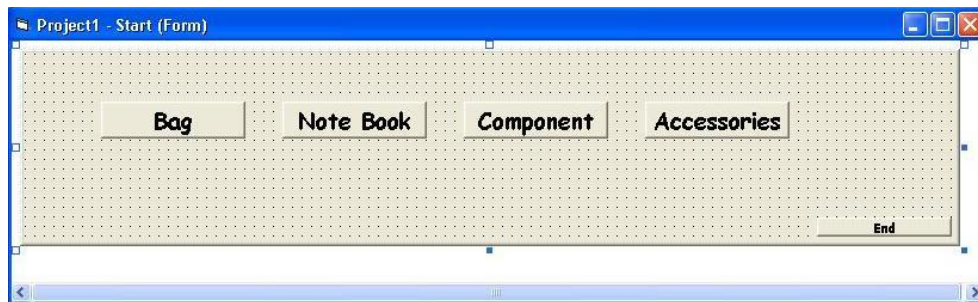 Project1 - Start (Form)
Bag Note Book Component Accessories
End